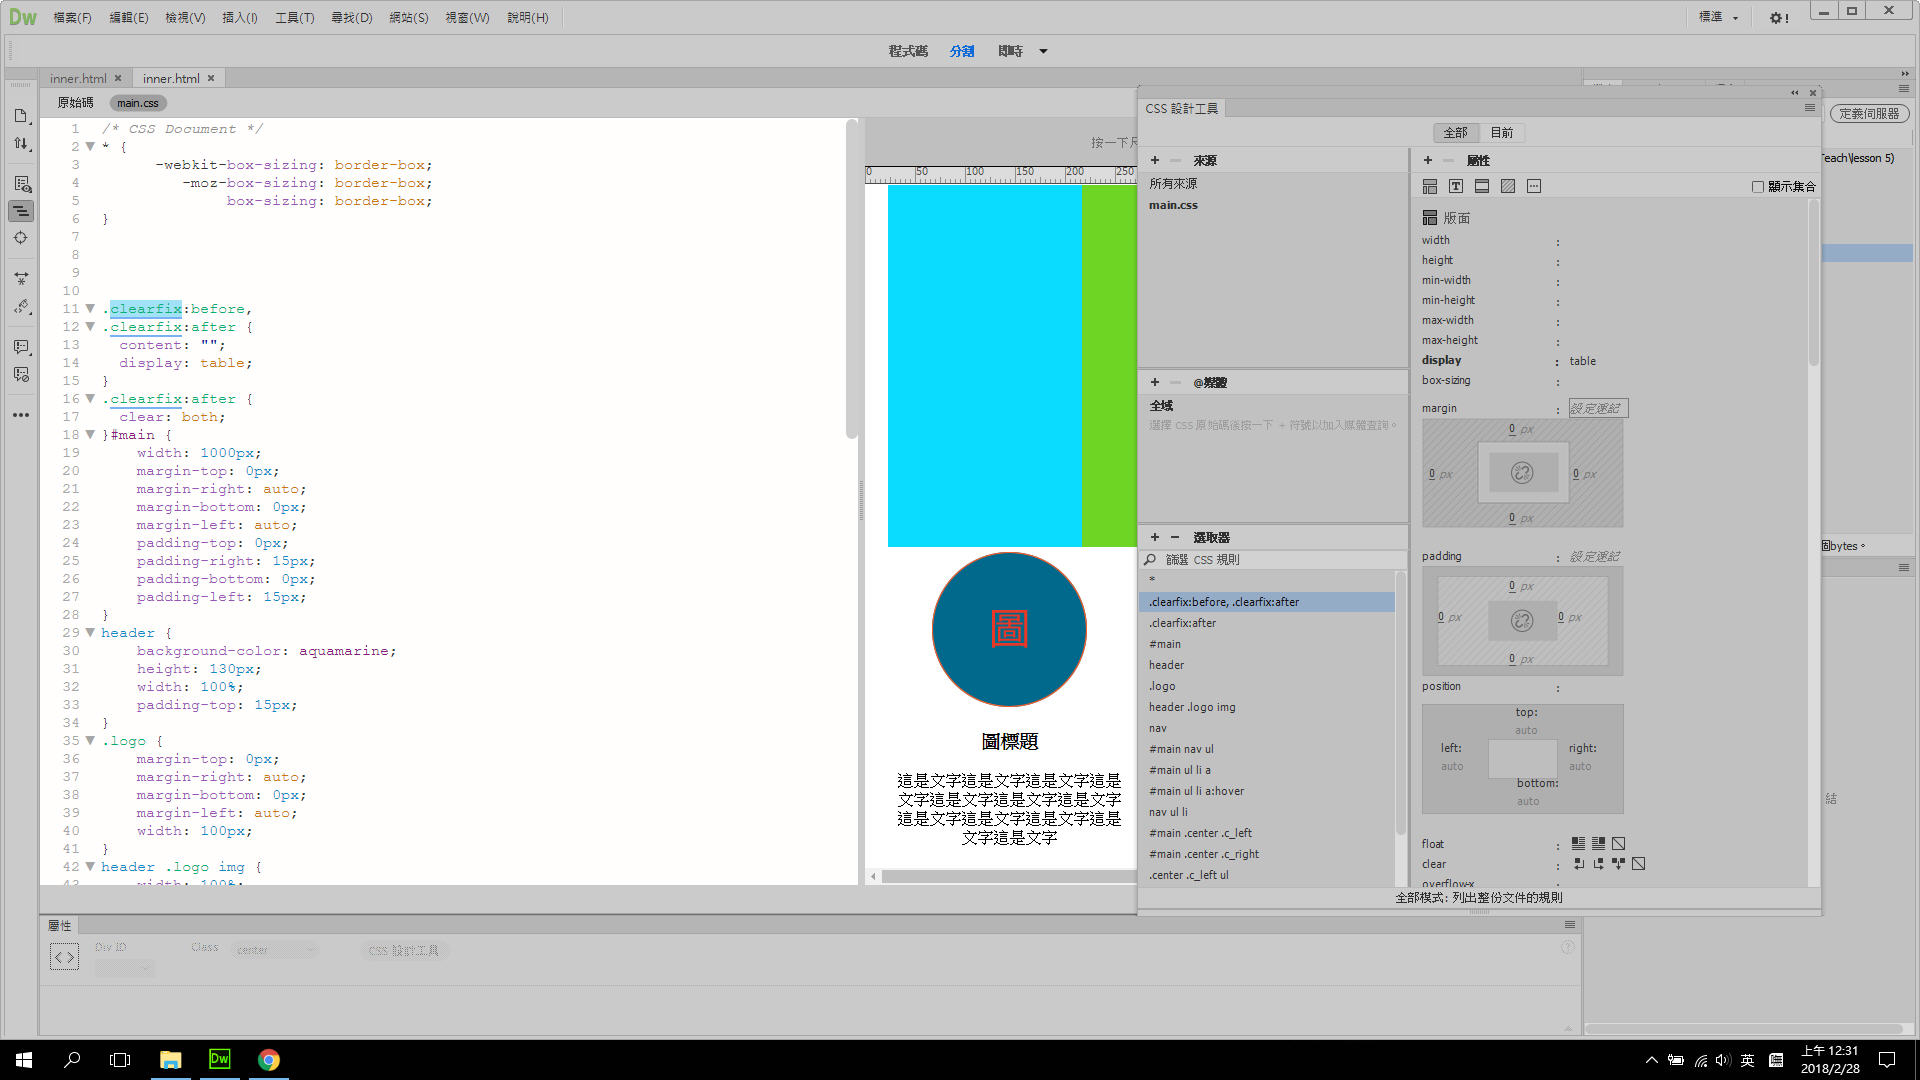 Dw 檔案(F) 編輯(E) 檢視(V) 插入(I) 工具(T) 尋找(D) 網站(S) 視窗(W) 說明(H) 標準
程式碼 分割 即時
inner.html inner.html
原始碼 main.css
1 /* CSS Document */
2 * {
3 -webkit-box-sizing: border-box;
4 -moz-box-sizing: border-box;
5 box-sizing: border-box;
6 }
7
8
9
10
11 .clearfix:before,
12 .clearfix:after {
13 content: "";
14 display: table;
15 }
16 .clearfix:after {
17 clear: both;
18 }#main {
19 width: 1000px;
20 margin-top: 0px;
21 margin-right: auto;
22 margin-bottom: 0px;
23 margin-left: auto;
24 padding-top: 0px;
25 padding-right: 15px;
26 padding-bottom: 0px;
27 padding-left: 15px;
28 }
29 header {
30 background-color: aquamarine;
31 height: 130px;
32 width: 100%;
33 padding-top: 15px;
34 }
35 .logo {
36 margin-top: 0px;
37 margin-right: auto;
38 margin-bottom: 0px;
39 margin-left: auto;
40 width: 100px;
41 }
42 header .logo img {
43 width: 100%;
按一下
0 50 100 150 200 250
圖
圖標題
這是文字這是文字這是文字這是
文字這是文字這是文字這是文字
這是文字這是文字這是文字這是
文字這是文字
CSS 設計工具
全部 目前
來源
所有來源
main.css
@媒體
全域
選擇 CSS 原始碼後按一下 + 符號以加入媒體查詢。
選取器
篩選 CSS 規則
*
.clearfix:before, .clearfix:after
.clearfix:after
#main
header
.logo
header .logo img
nav
#main nav ul
#main ul li a
#main ul li a:hover
nav ul li
#main .center .c_left
#main .center .c_right
.center .c_left ul
屬性
顯示集合
版面
width :
height :
min-width :
min-height :
max-width :
max-height :
display : table
box-sizing :
margin : 設定速記
0 px
0 px 0 px
0 px
padding : 設定速記
0 px
0 px 0 px
0 px
position :
top:
auto
left: right:
auto auto
bottom:
auto
float :
clear :
overflow-x :
全部模式: 列出整份文件的規則
定義伺服器
Teach\lesson 5)
個bytes。
結
屬性
Div ID Class center CSS 設計工具
Dw
英
上午 12:31
2018/2/28